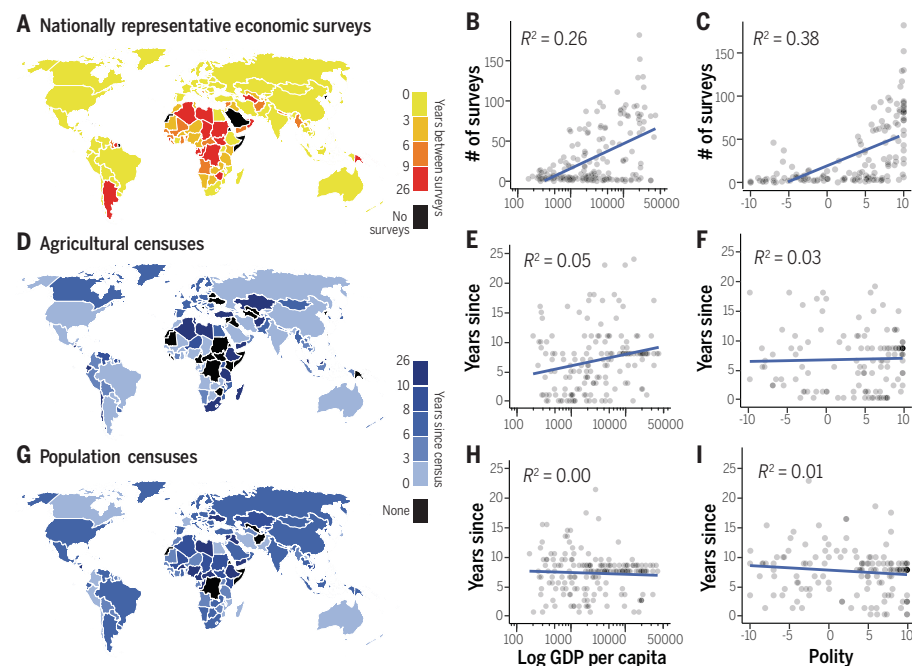 A Nationally representative economic surveys
0
3
6
9
26
No
surveys
Years between surveys
B
R² = 0.26
# of surveys
150
100
50
0
100
1000
10000
50000
C
R² = 0.38
# of surveys
150
100
50
0
-10
-5
0
5
10
D Agricultural censuses
26
10
8
6
3
0
None
Years since census
E
R² = 0.05
Years since
25
20
15
10
5
0
100
1000
10000
50000
F
R² = 0.03
Years since
25
20
15
10
5
0
-10
-5
0
5
10
G Population censuses
H
R² = 0.00
Years since
25
20
15
10
5
0
100
1000
10000
50000
Log GDP per capita
I
R² = 0.01
Years since
25
20
15
10
5
0
-10
-5
0
5
10
Polity